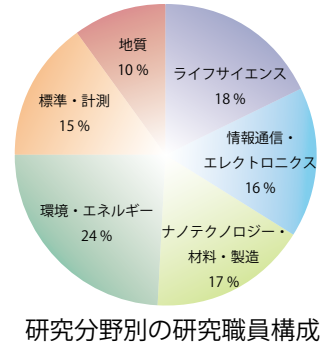 地質
10 %
ライフサイエンス
18 %
標準・計測
15 %
情報通信・
エレクトロニクス
16 %
環境・エネルギー
24 %
ナノテクノロジー・
材料・製造
17 %
研究分野別の研究職員構成